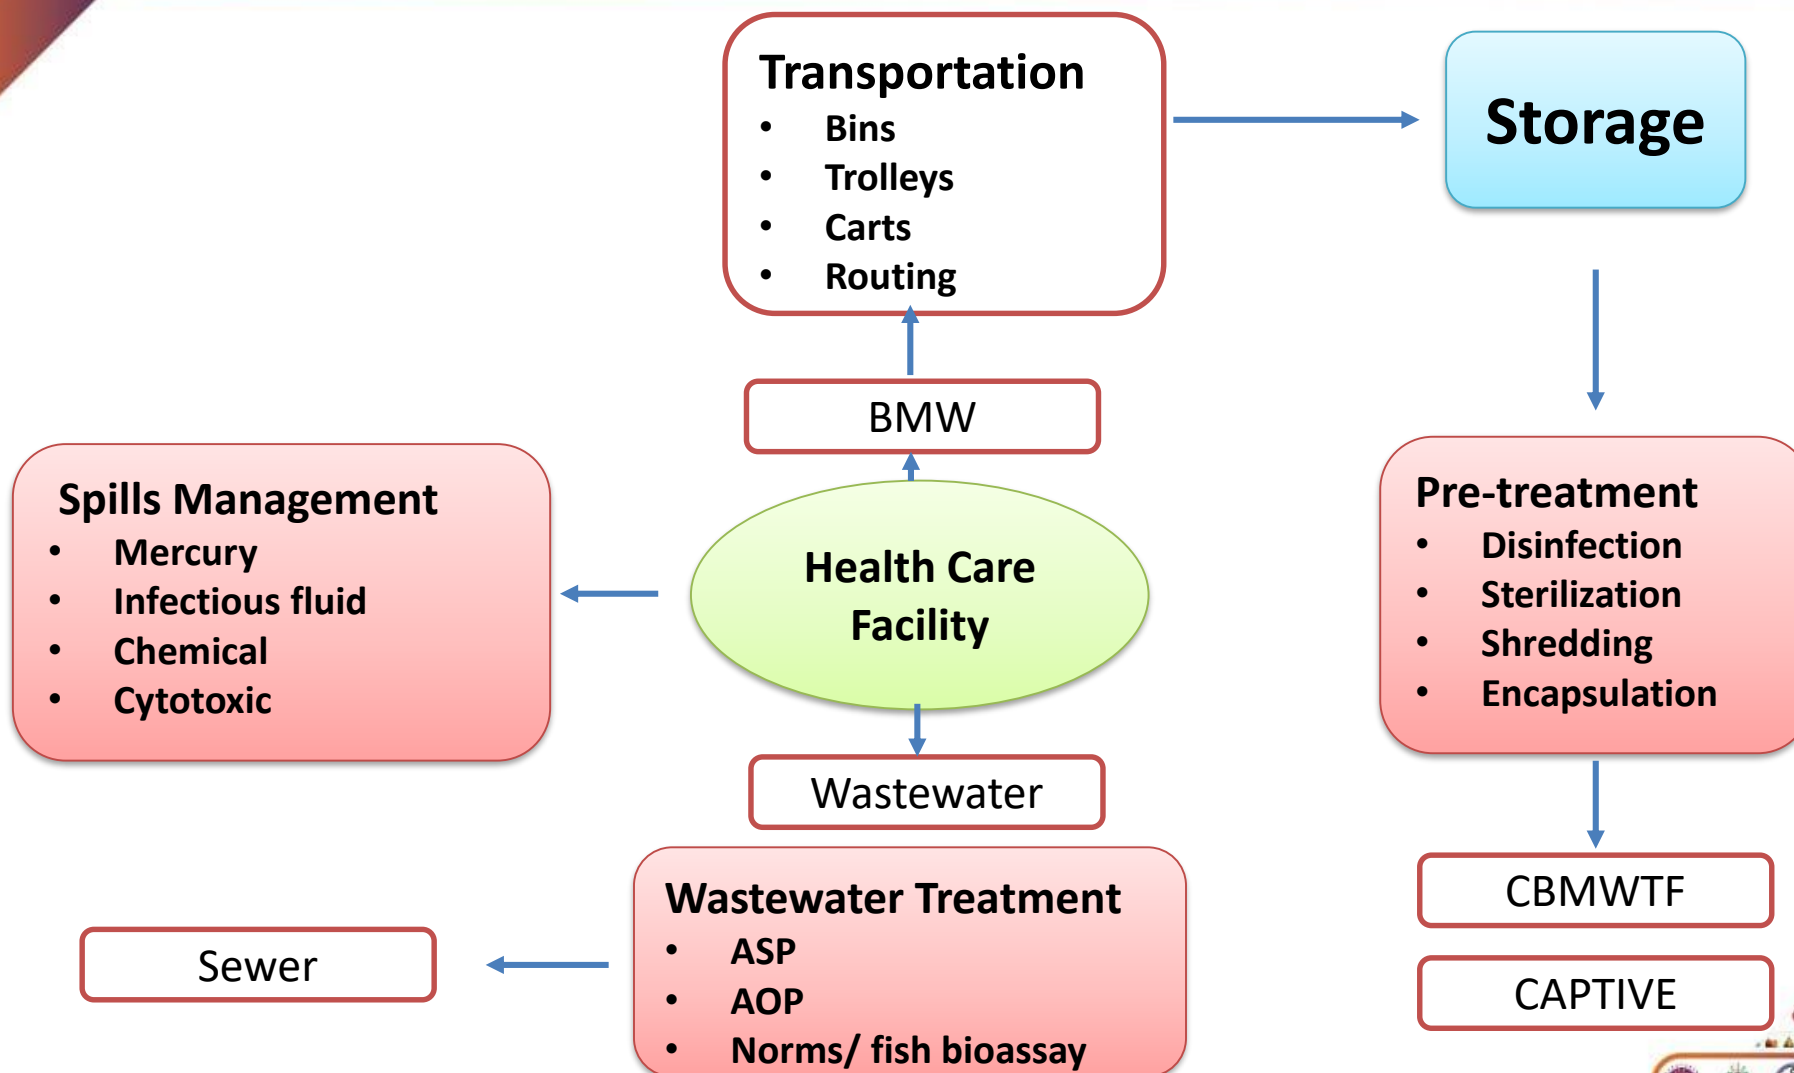 Transportation
• Bins
• Trolleys
• Carts
• Routing
Storage
BMW
Spills Management
• Mercury
• Infectious fluid
• Chemical
• Cytotoxic
Health Care
Facility
Pre-treatment
• Disinfection
• Sterilization
• Shredding
• Encapsulation
Wastewater
Wastewater Treatment
• ASP
• AOP
• Norms/ fish bioassay
Sewer
CBMWTF
CAPTIVE